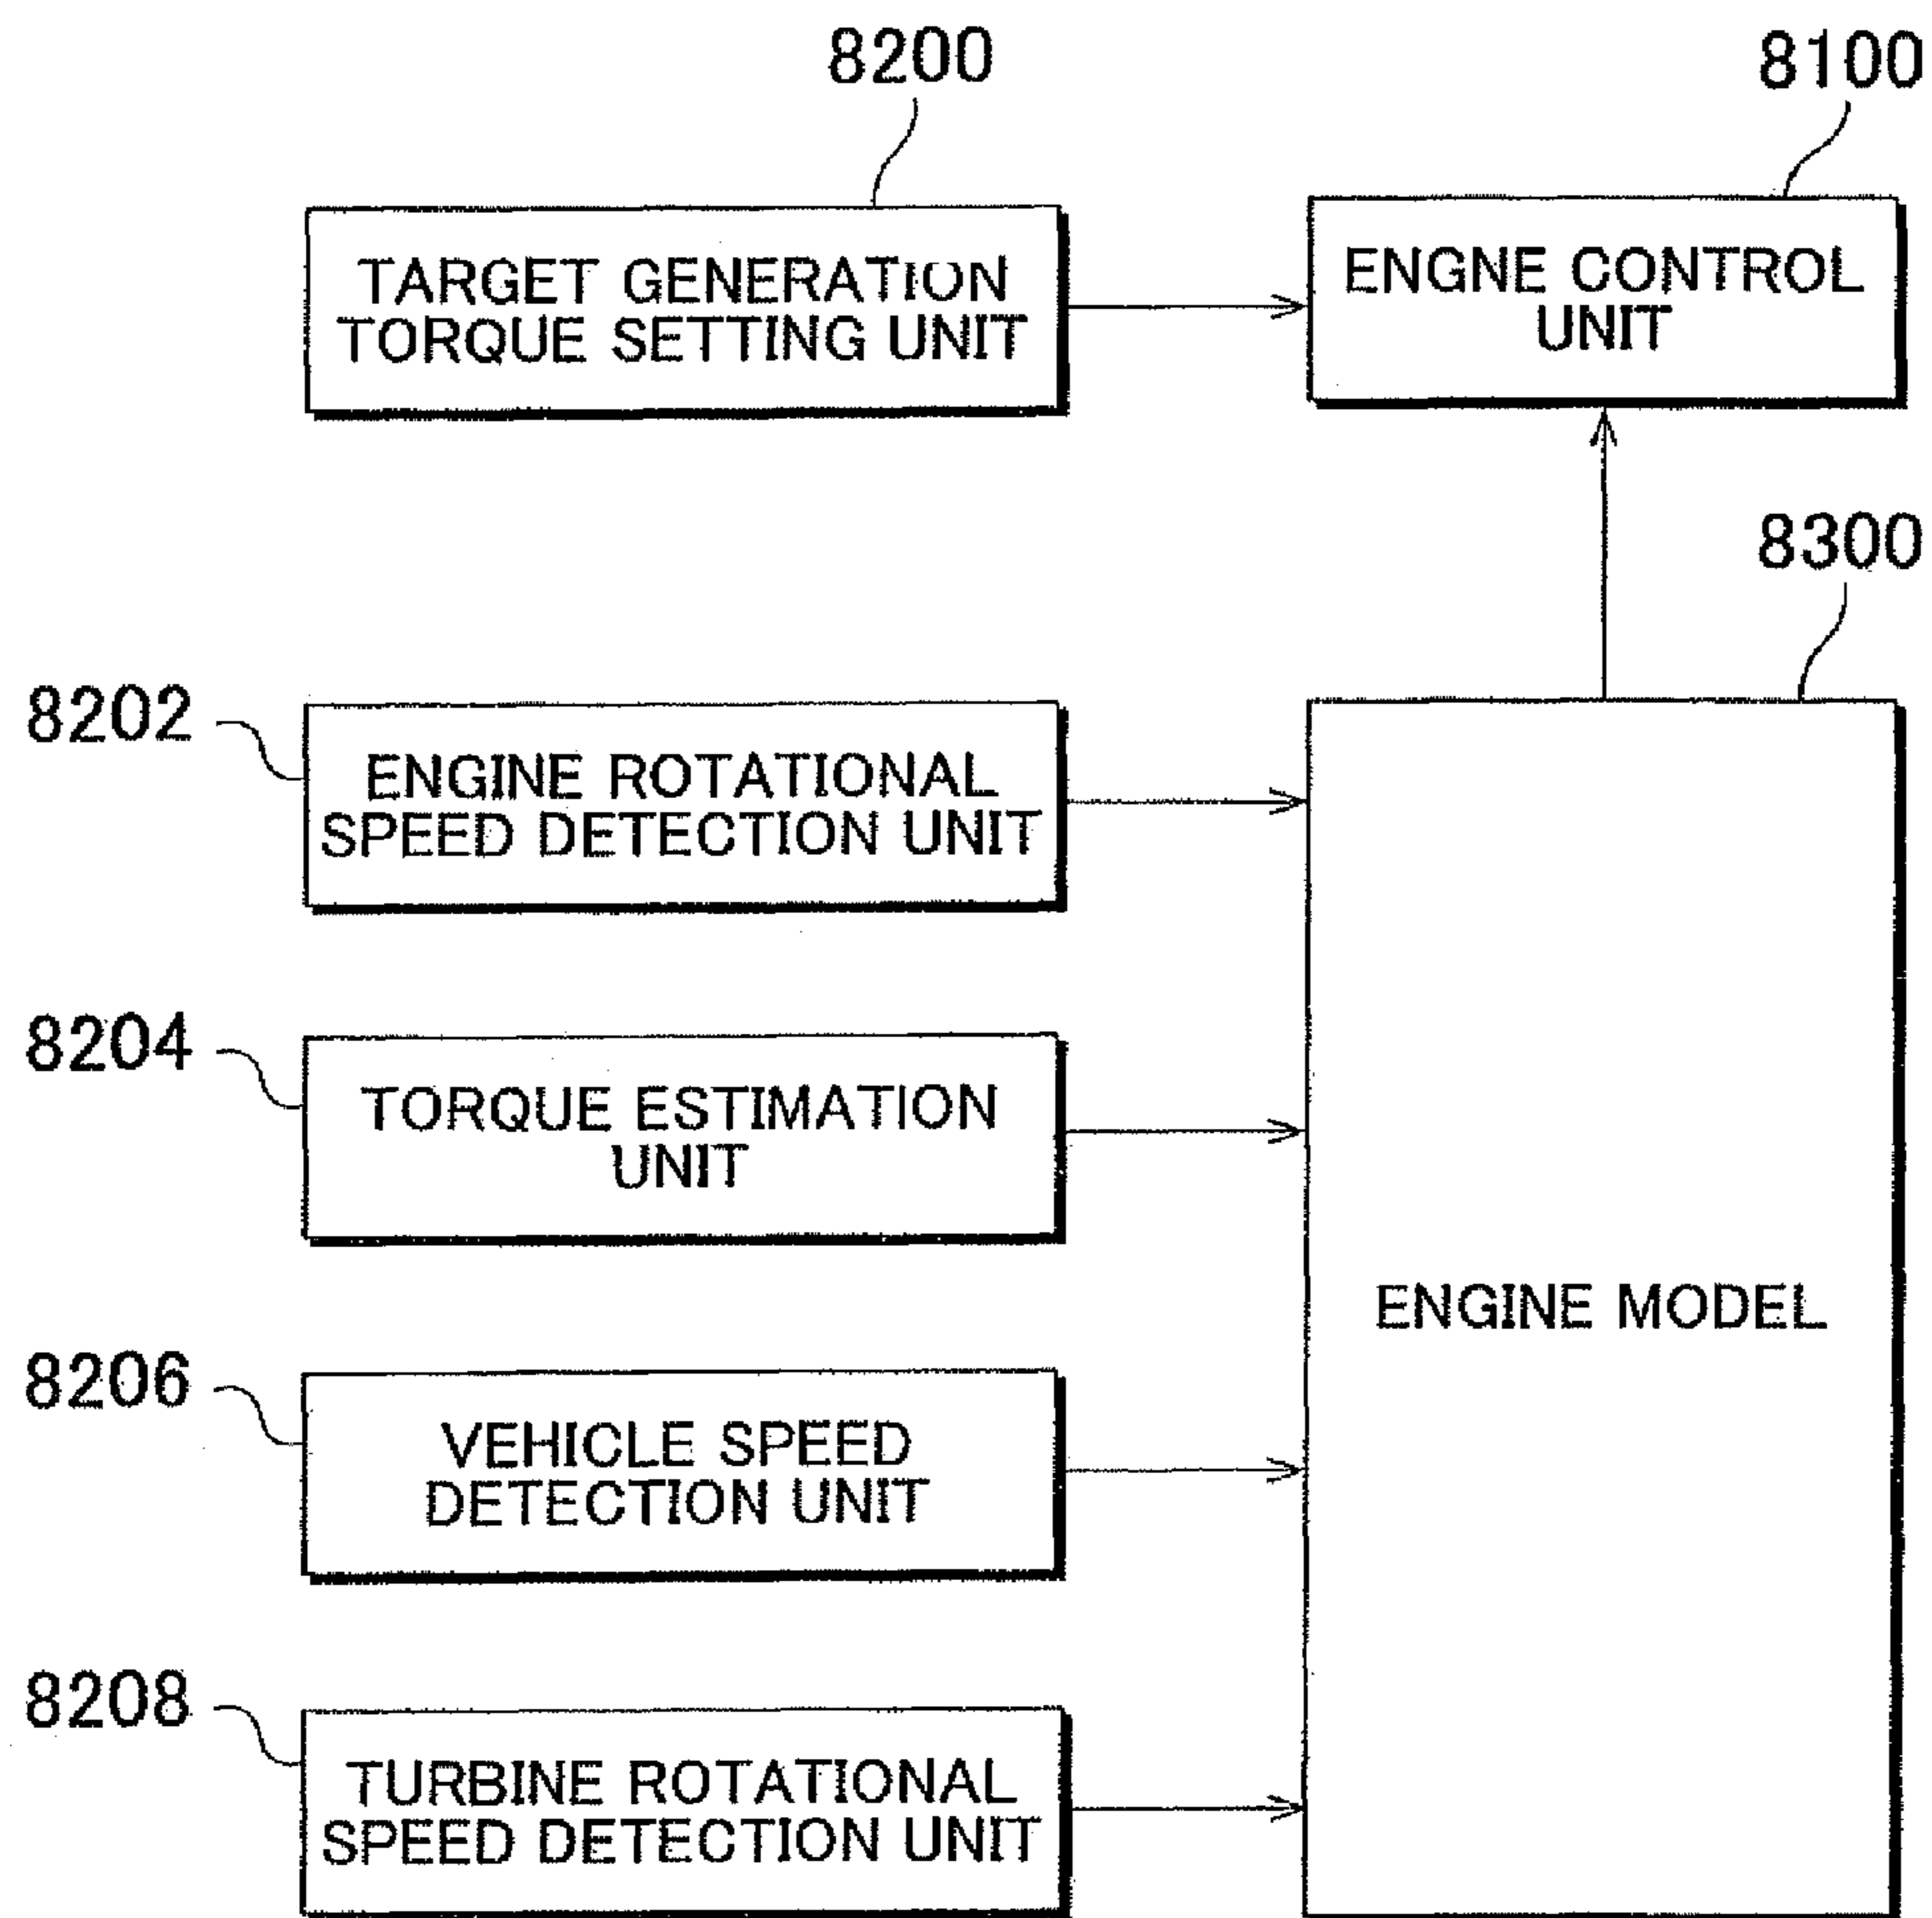 8200
8100
TARGET GENERATION
TORQUE SETTING UNIT
ENGNE CONTROL
UNIT
8300
8202
ENGINE ROTATIONAL
SPEED DETECTION UNIT
8204
TORQUE ESTIMATION
UNIT
ENGINE MODEL
8206
VEHICLE SPEED
DETECTION UNIT
8208
TURBINE ROTATIONAL
SPEED DETECTION UNIT